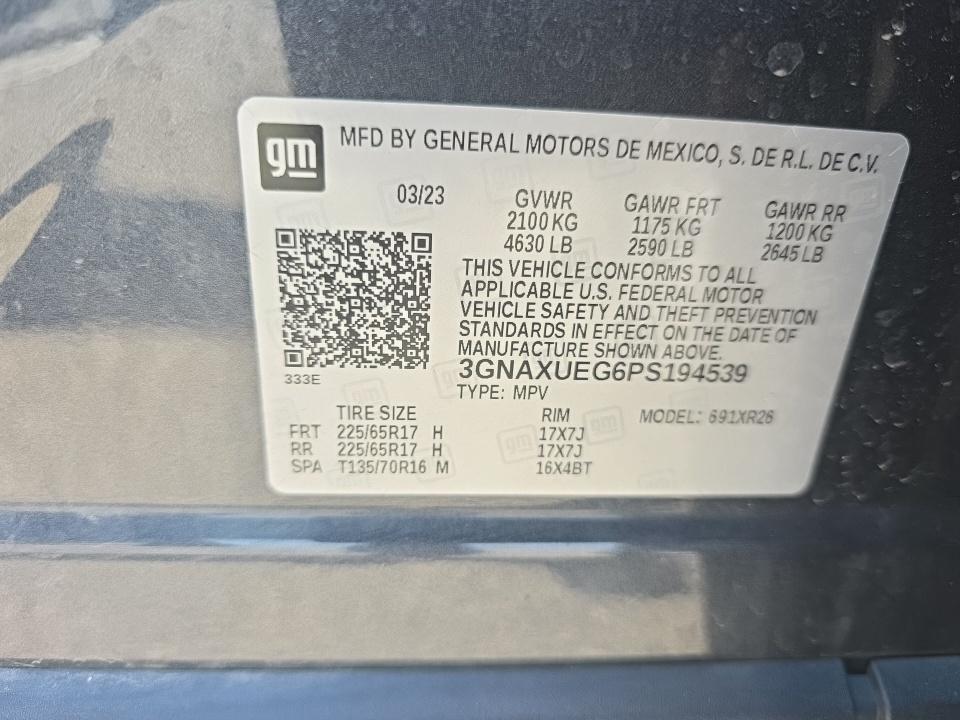 gm
MFD BY GENERAL MOTORS DE MEXICO, S. DE R.L. DE C.V.
03/23 GVWR GAWR FRT GAWR RR
2100 KG 1175 KG 1200 KG
4630 LB 2590 LB 2645 LB
THIS VEHICLE CONFORMS TO ALL
APPLICABLE U.S. FEDERAL MOTOR
VEHICLE SAFETY AND THEFT PREVENTION
STANDARDS IN EFFECT ON THE DATE OF
MANUFACTURE SHOWN ABOVE.
333E
3GNAXUEG6PS194539
TYPE: MPV
TIRE SIZE RIM MODEL: 691XR26
FRT 225/65R17 H 17X7J
RR 225/65R17 H 17X7J
SPA T135/70R16 M 16X4BT